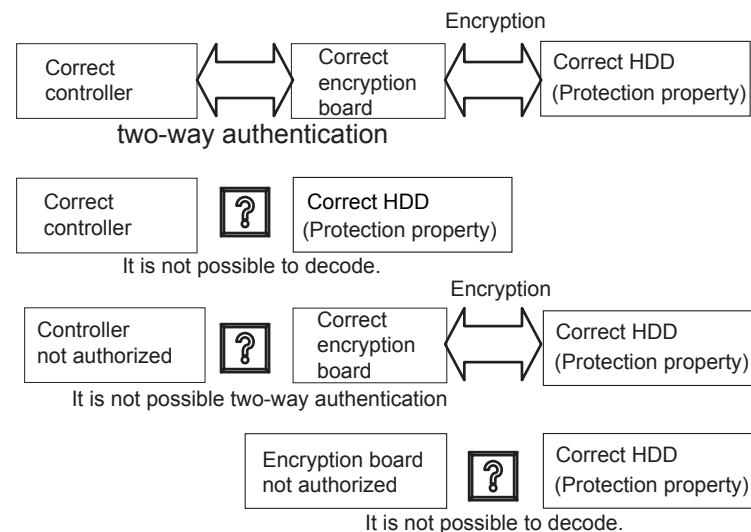 Encryption
Correct
controller
Correct
encryption
board
Correct HDD
(Protection property)
two-way authentication
Correct
controller
?
Correct HDD
(Protection property)
It is not possible to decode.
Encryption
Controller
not authorized
?
Correct
encryption
board
Correct HDD
(Protection property)
It is not possible two-way authentication
Encryption board
not authorized
?
Correct HDD
(Protection property)
It is not possible to decode.